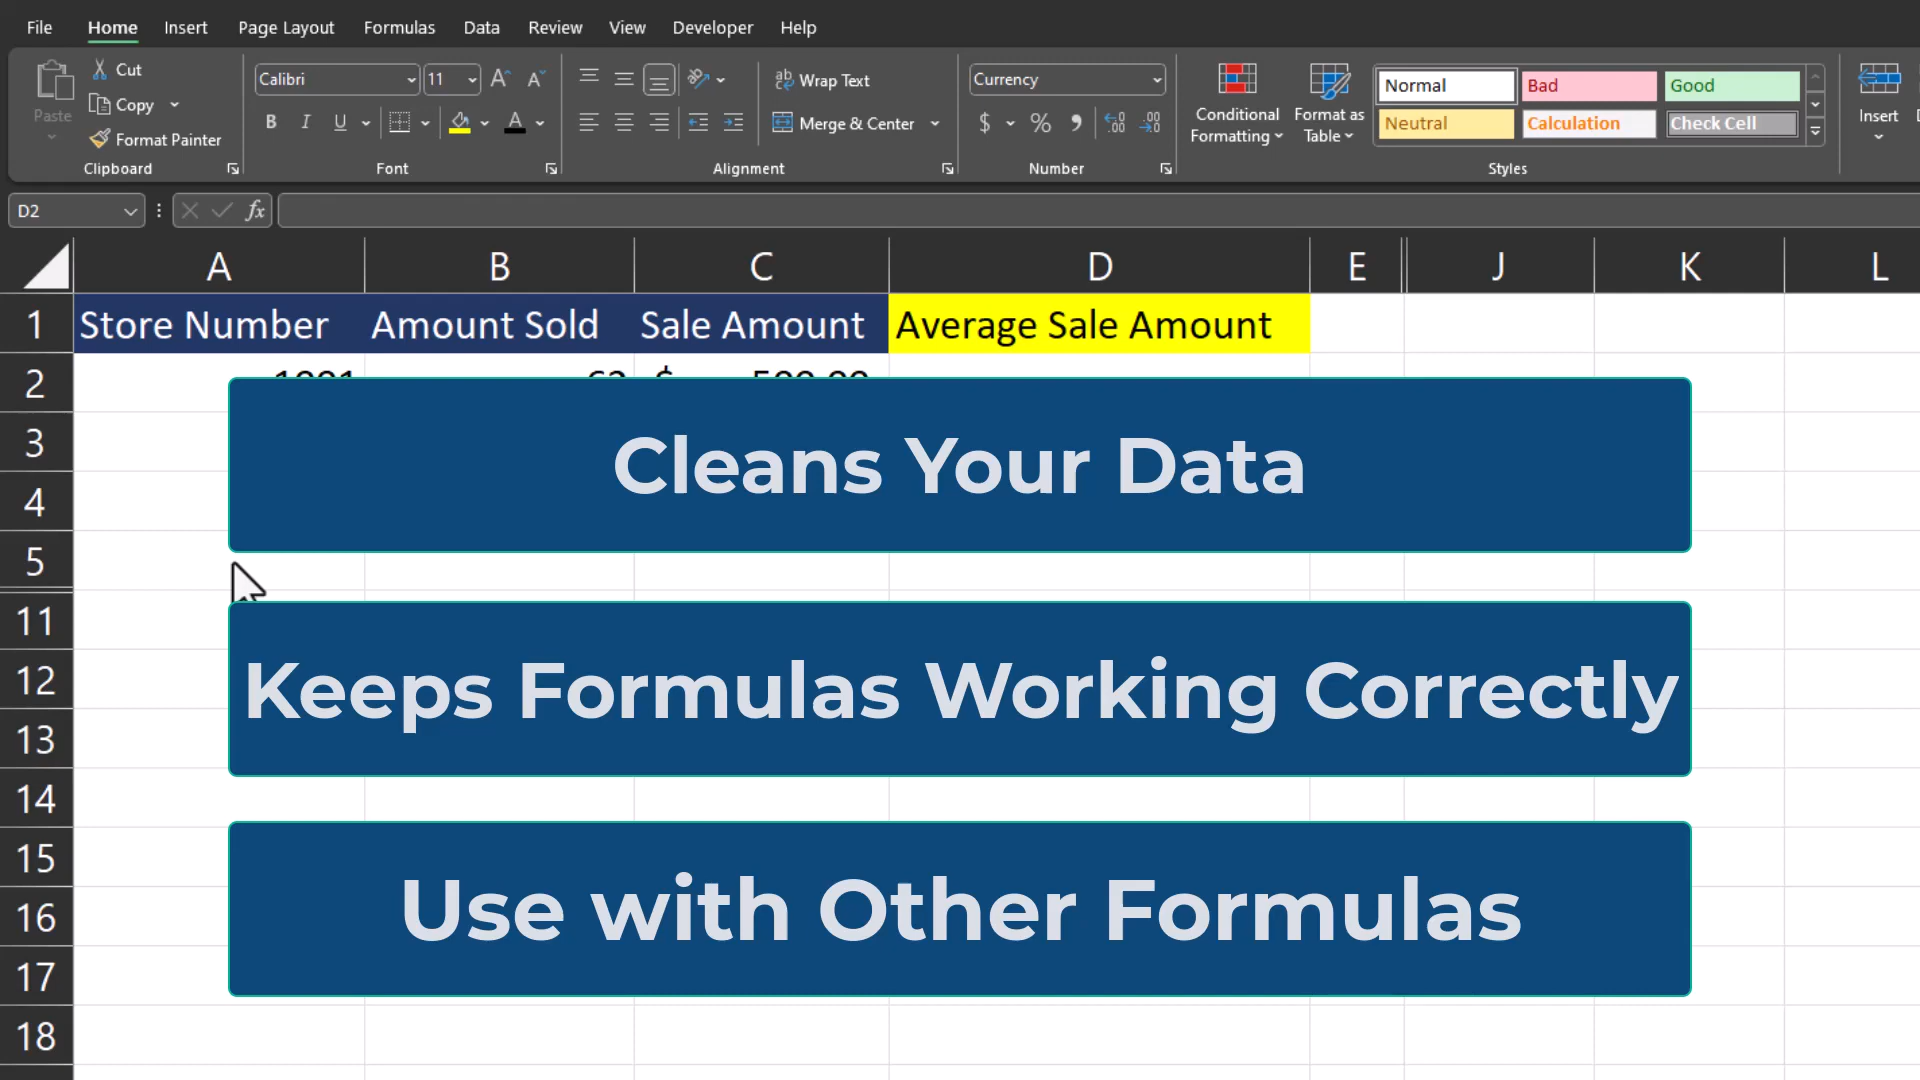 File Home Insert Page Layout Formulas Data Review View Developer Help
Paste Cut Copy Format Painter Clipboard
Calibri 11 A A B I U A Font
Wrap Text Merge & Center Alignment
Currency $ % Number
Conditional Formatting Format as Table
Normal Bad Good
Neutral Calculation Check Cell
Styles
Insert
D2 fx
A B C D E J K L
1 Store Number Amount Sold Sale Amount Average Sale Amount
2
3
Cleans Your Data
4
5
11
12
Keeps Formulas Working Correctly
13
14
15
16
Use with Other Formulas
17
18